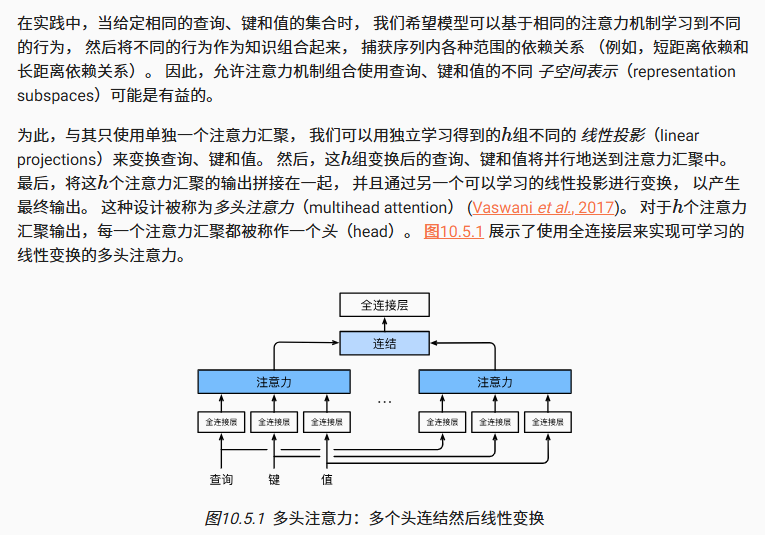 在实践中，当给定相同的查询、键和值的集合时， 我们希望模型可以基于相同的注意力机制学习到不同
的行为， 然后将不同的行为作为知识组合起来， 捕获序列内各种范围的依赖关系 （例如，短距离依赖和
长距离依赖关系）。 因此，允许注意力机制组合使用查询、键和值的不同 子空间表示（representation
subspaces）可能是有益的。
为此，与其只使用单独一个注意力汇聚， 我们可以用独立学习得到的h组不同的 线性投影（linear
projections）来变换查询、键和值。 然后，这h组变换后的查询、键和值将并行地送到注意力汇聚中。
最后，将这h个注意力汇聚的输出拼接在一起， 并且通过另一个可以学习的线性投影进行变换， 以产生
最终输出。 这种设计被称为多头注意力（multihead attention） (Vaswani et al., 2017)。 对于h个注意力
汇聚输出，每一个注意力汇聚都被称作一个头（head）。 图10.5.1 展示了使用全连接层来实现可学习的
线性变换的多头注意力。
全连接层
连结
注意力 注意力
...
全连接层 全连接层 全连接层 全连接层 全连接层 全连接层
查询 键 值
图10.5.1 多头注意力：多个头连结然后线性变换